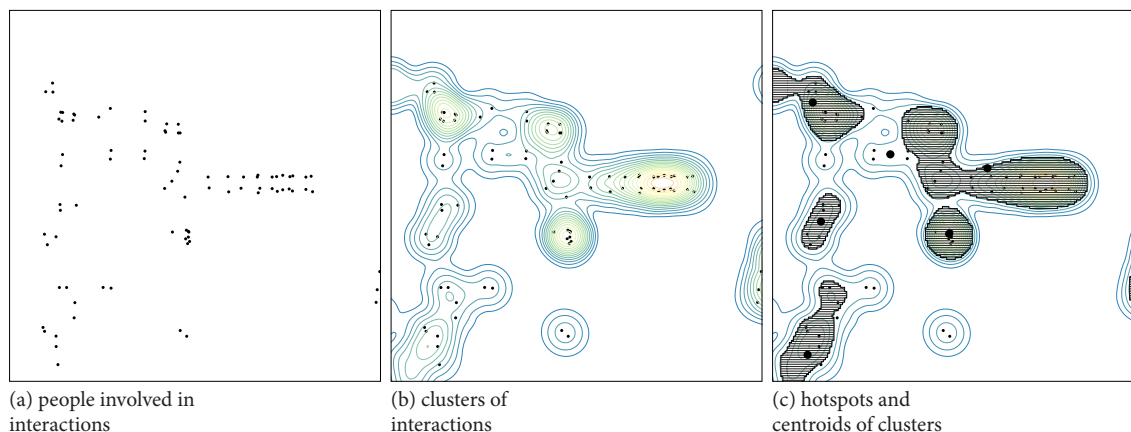 (a) people involved in
interactions
(b) clusters of
interactions
(c) hotspots and
centroids of clusters